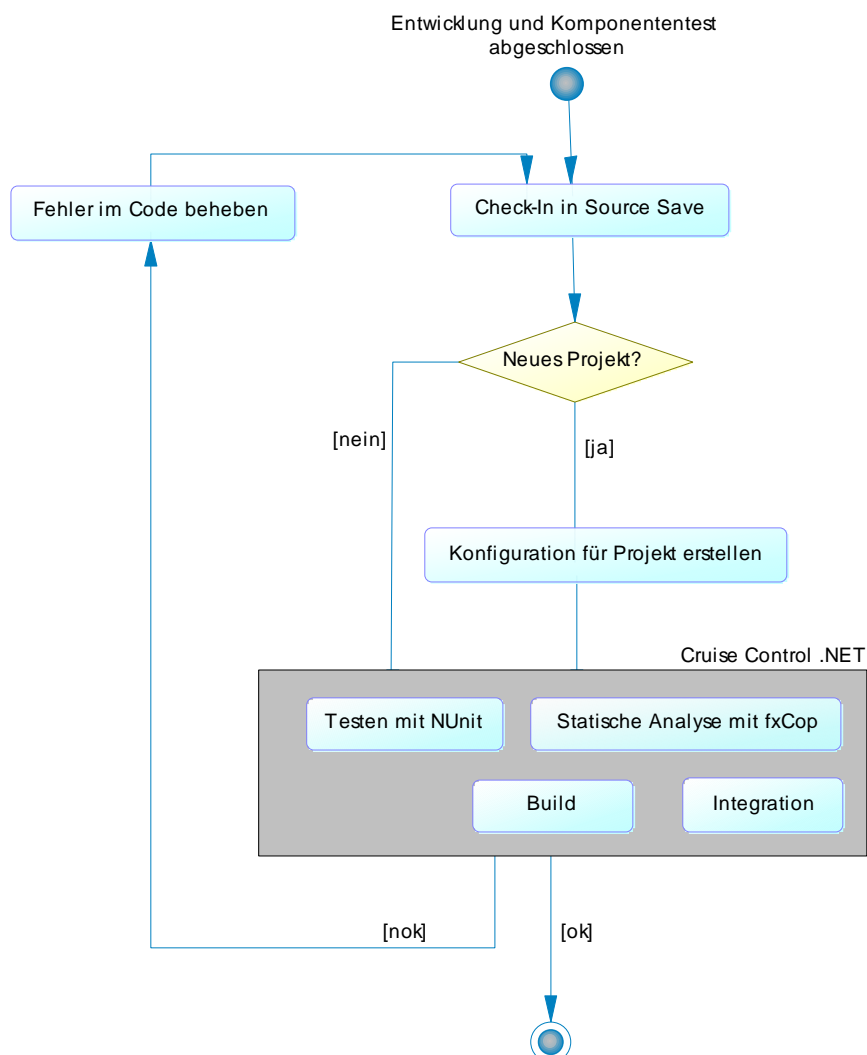 Entwicklung und Komponententest
abgeschlossen
Fehler im Code beheben
Check-In in Source Save
Neues Projekt?
[nein]
[ja]
Konfiguration für Projekt erstellen
Cruise Control .NET
Testen mit NUnit
Statische Analyse mit fxCop
Build
Integration
[nok]
[ok]